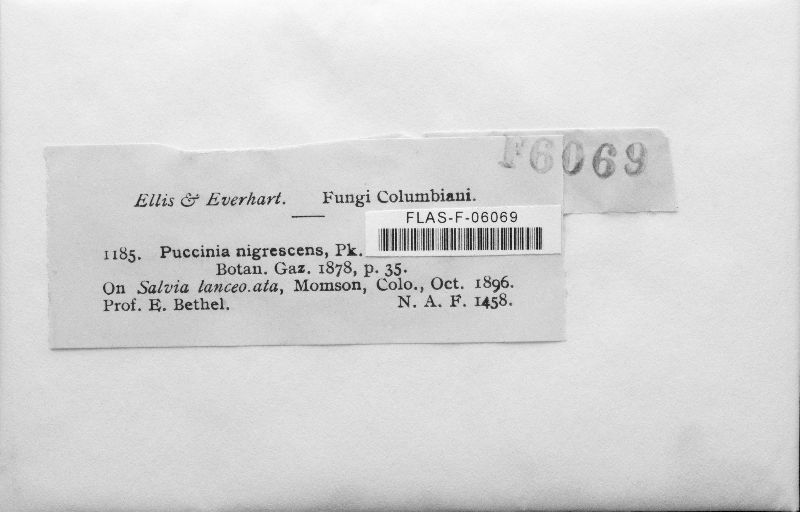 F6069
Ellis & Everhart. Fungi Columbiani.
FLAS-F-06069
1185. Puccinia nigrescens, Pk.
Botan. Gaz. 1878, p. 35.
On Salvia lanceo.ata, Momson, Colo., Oct. 1896.
Prof. E. Bethel. N. A. F. 1458.